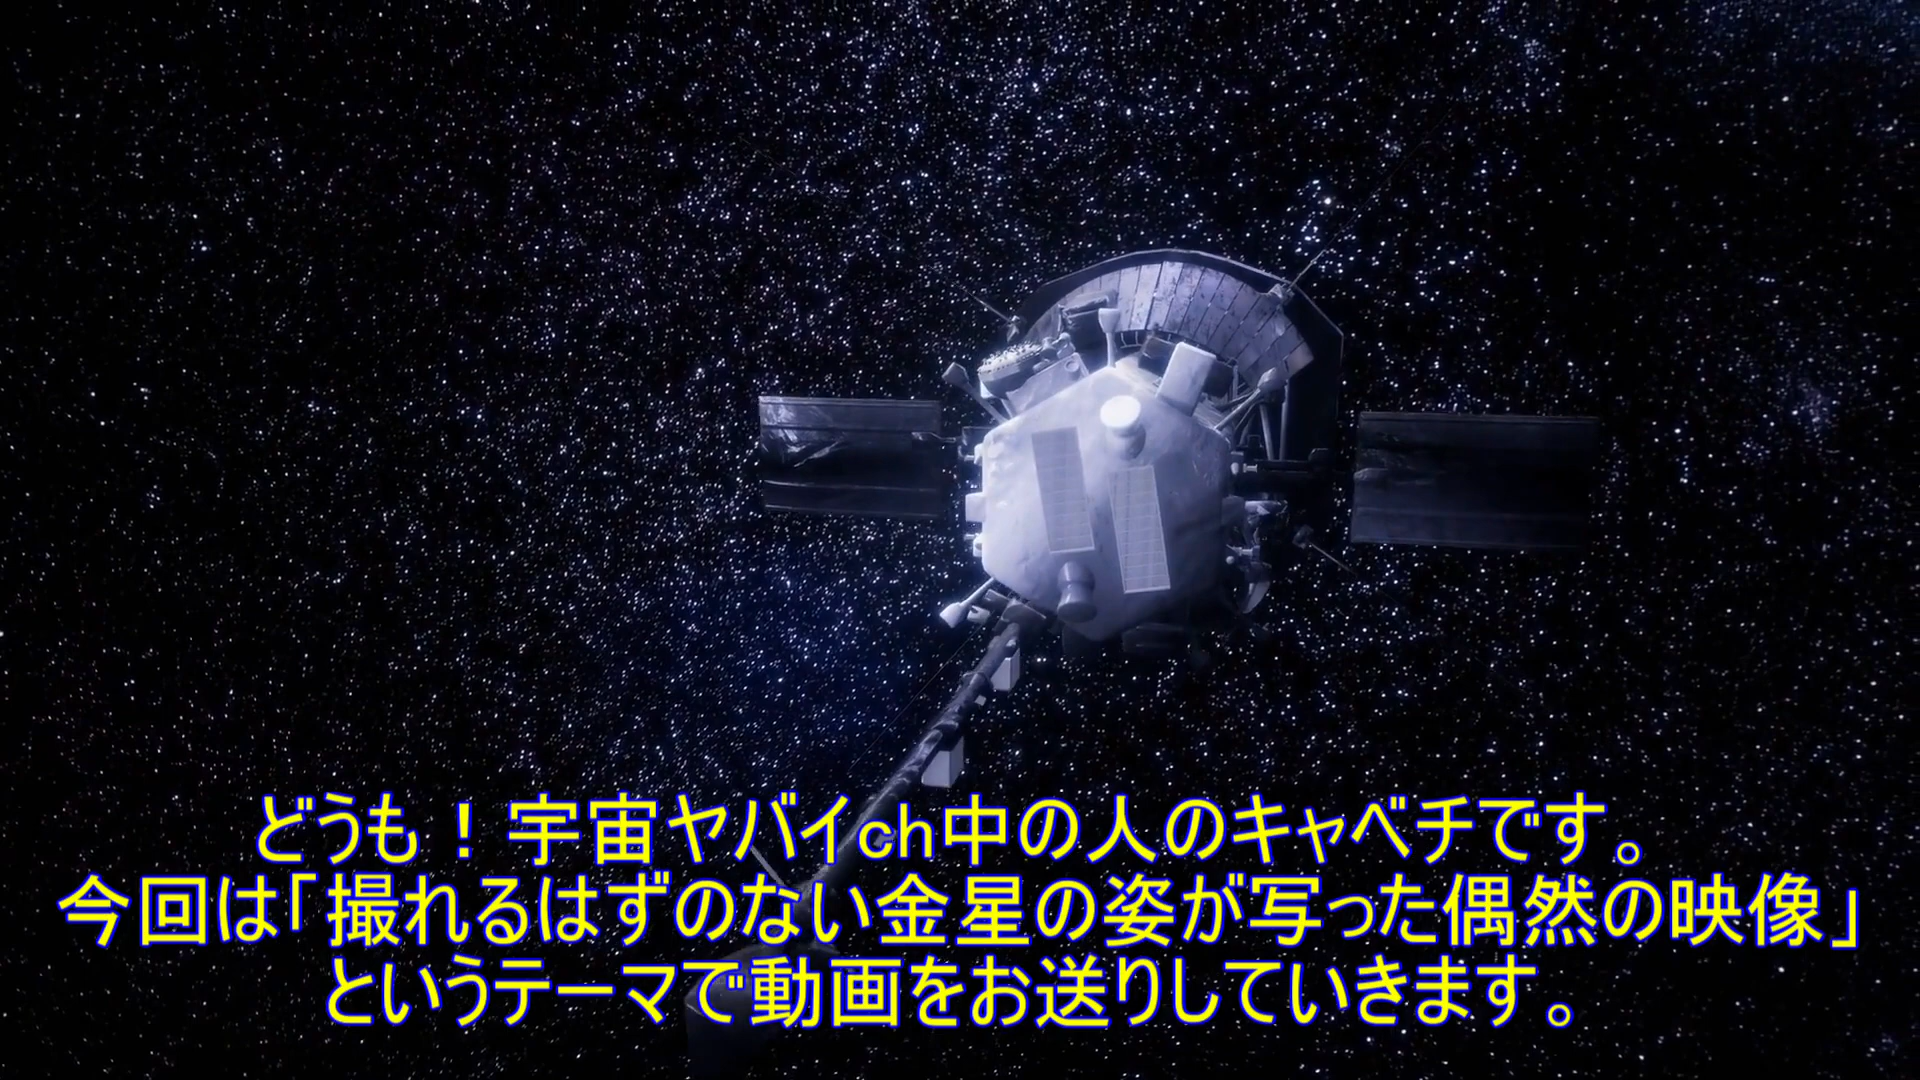 どうも！宇宙ヤバイch中の人のキャベチです。
今回は「撮れるはずのない金星の姿が写った偶然の映像」
というテーマで動画をお送りしていきます。